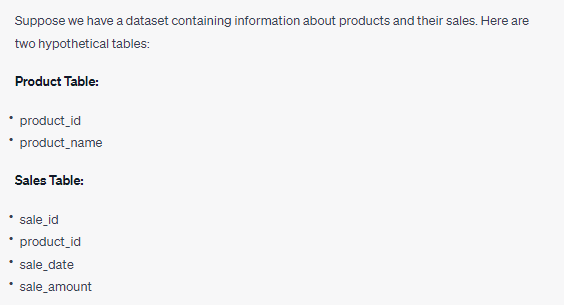 Suppose we have a dataset containing information about products and their sales. Here are
two hypothetical tables:
Product Table:
• product_id
• product_name
Sales Table:
• sale_id
• product_id
• sale_date
• sale_amount